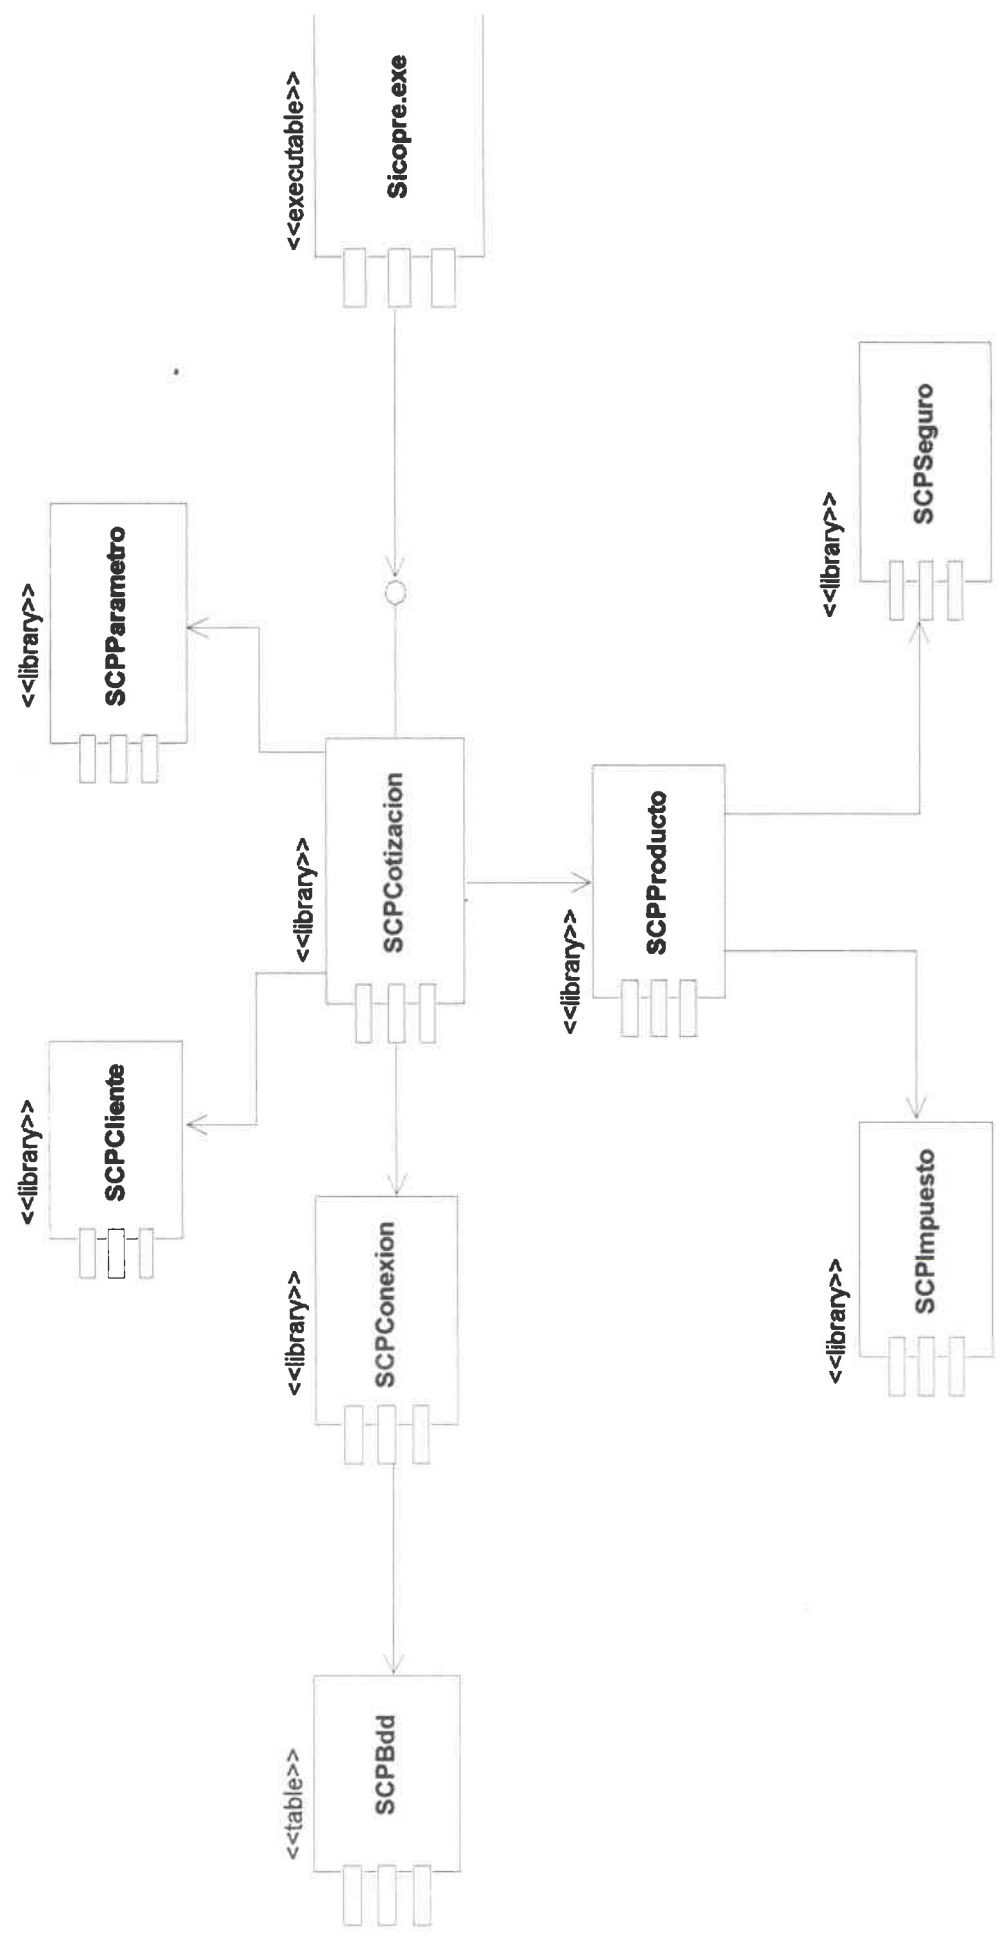 <<library>>
SCPCliente
<<library>>
SCPParametro
<<table>>
SCPBdd
<<library>>
SCPConexion
<<library>>
SCPCotizacion
<<executable>>
Sicopre.exe
<<library>>
SCPProducto
<<library>>
SCPImpuesto
<<library>>
SCPSeguro